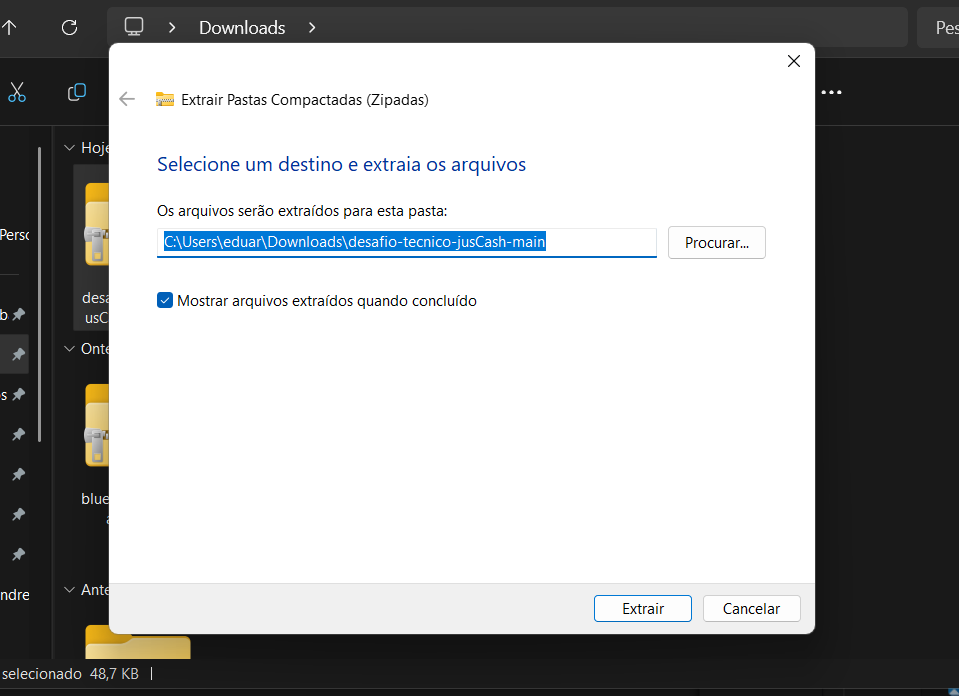 Downloads
Pes
Extrair Pastas Compactadas (Zipadas)
Hoje
Selecione um destino e extraia os arquivos
Os arquivos serão extraídos para esta pasta:
Perso
C:\Users\eduar\Downloads\desafio-tecnico-jusCash-main
Procurar...
desa
Mostrar arquivos extraídos quando concluído
b
usC
Onte
os
blue
a
Ante
ndre
Extrair
Cancelar
selecionado 48,7 KB